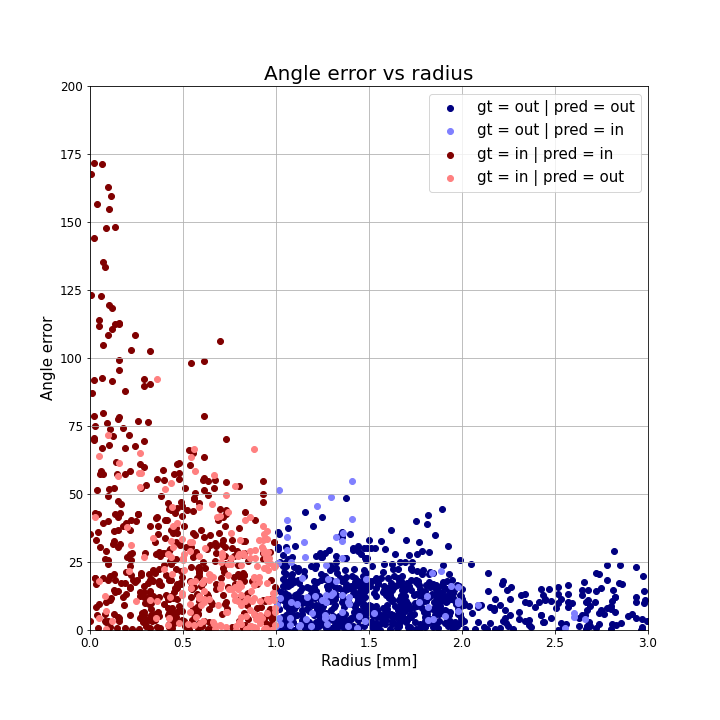 Angle error vs radius
200
175
150
125
100
75
50
25
0
Angle error
gt = out | pred = out
gt = out | pred = in
gt = in | pred = in
gt = in | pred = out
0.0 0.5 1.0 1.5 2.0 2.5 3.0
Radius [mm]